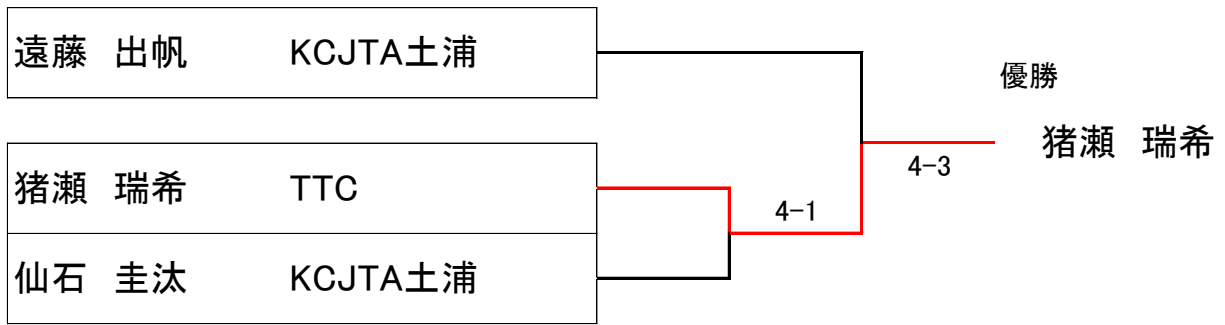 遠藤　出帆　KCJTA土浦
優勝
猪瀬　瑞希
4-3
猪瀬　瑞希　TTC
4-1
仙石　圭汰　KCJTA土浦